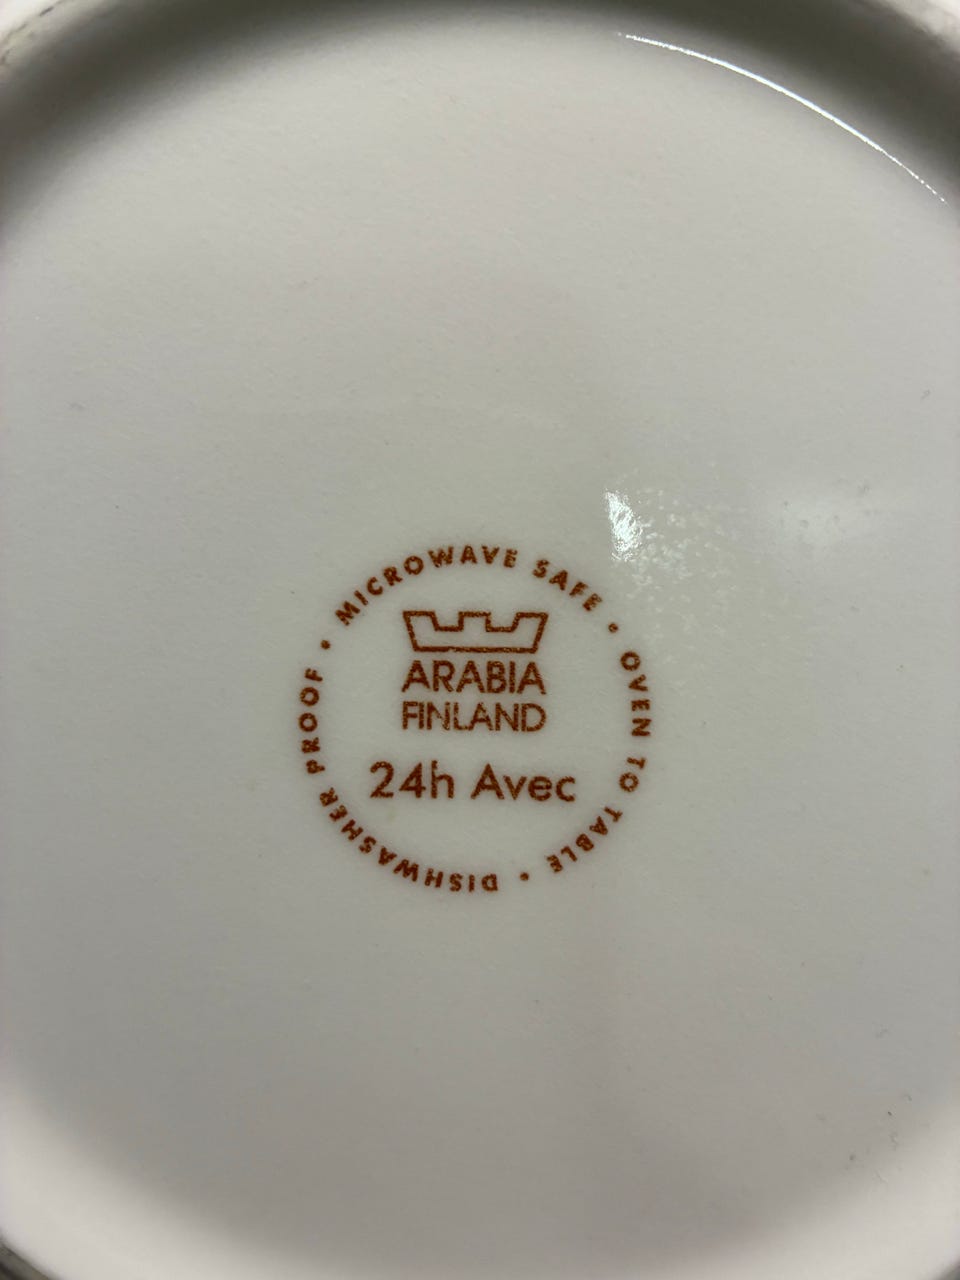 MICROWAVE SAFE • OVEN TO TABLE • DISHWASHER PROOF •
ARABIA
FINLAND
24h Avec